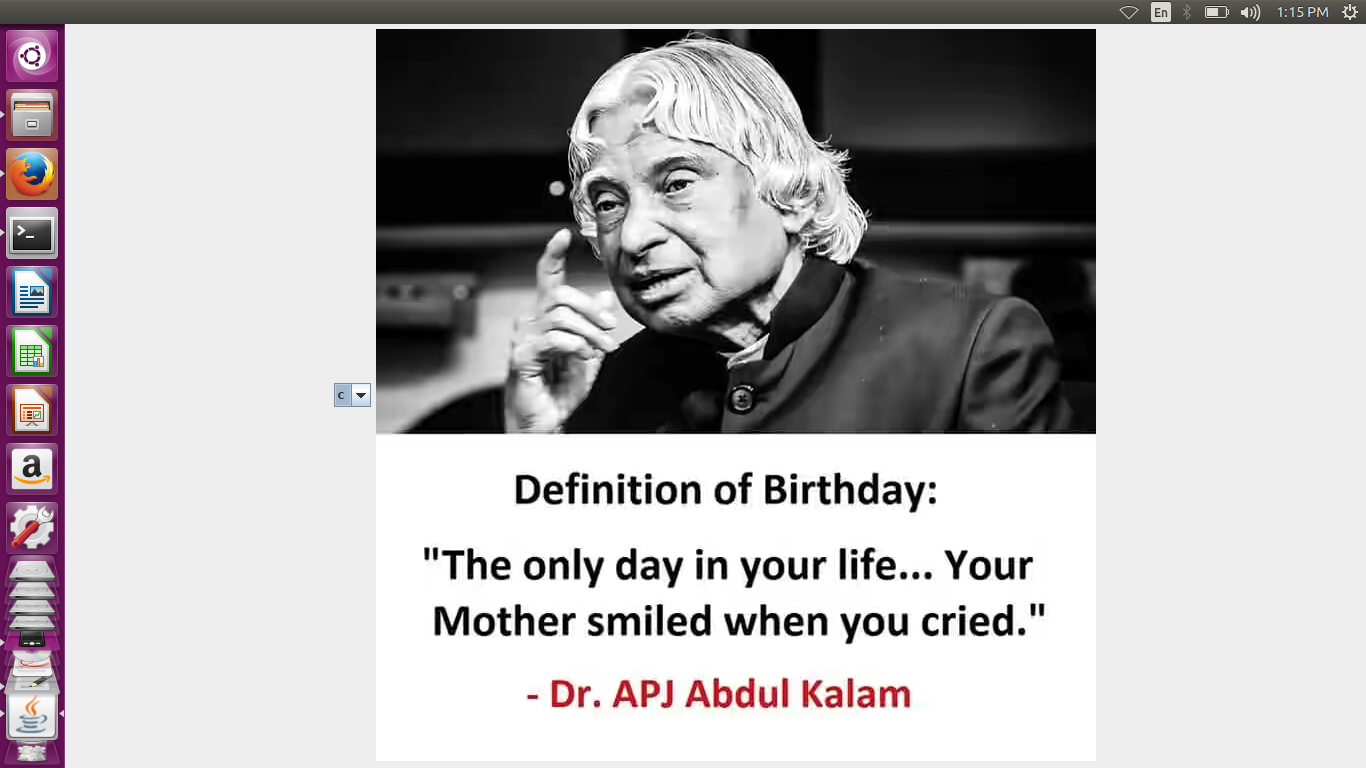 En
1:15 PM
c
Definition of Birthday:
"The only day in your life... Your
Mother smiled when you cried."
- Dr. APJ Abdul Kalam